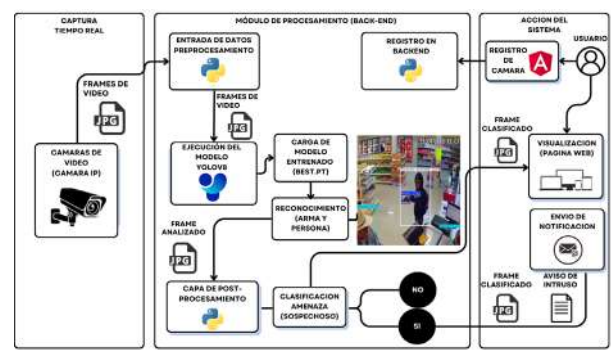 CAPTURA
TIEMPO REAL
FRAMES DE
VIDEO
JPG
CAMARAS DE
VIDEO
(CAMARA IP)
MÓDULO DE PROCESAMIENTO (BACK-END)
ENTRADA DE DATOS
PREPROCESAMIENTO
FRAMES DE
VIDEO
JPG
EJECUCIÓN DEL
MODELO
YOLOV8
CARGA DE
MODELO
ENTRENADO
(BEST.PT)
RECONOCIMIENTO
(ARMA Y
PERSONA)
FRAME
ANALIZADO
JPG
CAPA DE POST-
PROCESAMIENTO
CLASIFICACION
AMENAZA
(SOSPECHOSO)
NO
SI
REGISTRO EN
BACKEND
ACCION DEL
SISTEMA
USUARIO
REGISTRO
DE
CAMARA
FRAME
CLASIFICADO
JPG
VISUALIZACION
(PAGINA WEB)
ENVIO DE
NOTIFICACION
FRAME
CLASIFICADO
JPG
AVISO DE
INTRUSO